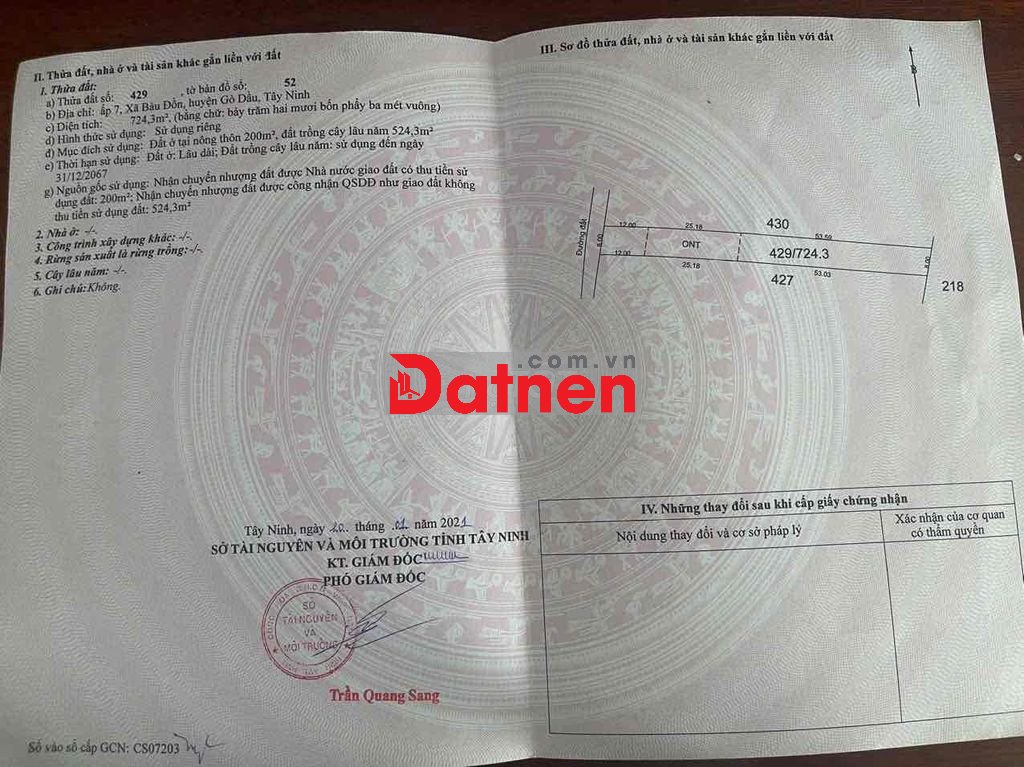 II. Thửa đất, nhà ở và tài sản khác gắn liền với đất
1. Thửa đất:
a) Thửa đất số: 429 , tờ bản đồ số: 52
b) Địa chỉ: ấp 7, Xã Bàu Đồn, huyện Gò Dầu, Tây Ninh
c) Diện tích: 724,3m², (bằng chữ: bảy trăm hai mươi bốn phẩy ba mét vuông)
d) Hình thức sử dụng: Sử dụng riêng
đ) Mục đích sử dụng: Đất ở tại nông thôn 200m², đất trồng cây lâu năm 524,3m²
e) Thời hạn sử dụng: Đất ở: Lâu dài; Đất trồng cây lâu năm: sử dụng đến ngày
31/12/2067
g) Nguồn gốc sử dụng: Nhận chuyển nhượng đất được Nhà nước giao đất có thu tiền sử
dụng đất: 200m²; Nhận chuyển nhượng đất được công nhận QSDĐ như giao đất không
thu tiền sử dụng đất: 524,3m²
2. Nhà ở: -/-.
3. Công trình xây dựng khác: -/-.
4. Rừng sản xuất là rừng trồng: -/-.
5. Cây lâu năm: -/-.
6. Ghi chú: Không.
Tây Ninh, ngày 20 tháng 01 năm 2021
SỞ TÀI NGUYÊN VÀ MÔI TRƯỜNG TỈNH TÂY NINH
KT. GIÁM ĐỐC
PHÓ GIÁM ĐỐC
SỞ
TÀI NGUYÊN
VÀ
MÔI TRƯỜNG
Trần Quang Sang
Số vào sổ cấp GCN: CS07203
III. Sơ đồ thửa đất, nhà ở và tài sản khác gắn liền với đất
B
Đường đất
12.00
25.18
430
53.59
8.00
ONT
429/724.3
8.00
12.00
25.18
427
53.03
218
.com.vn
Datnen
IV. Những thay đổi sau khi cấp giấy chứng nhận
Nội dung thay đổi và cơ sở pháp lý
Xác nhận của cơ quan
có thẩm quyền